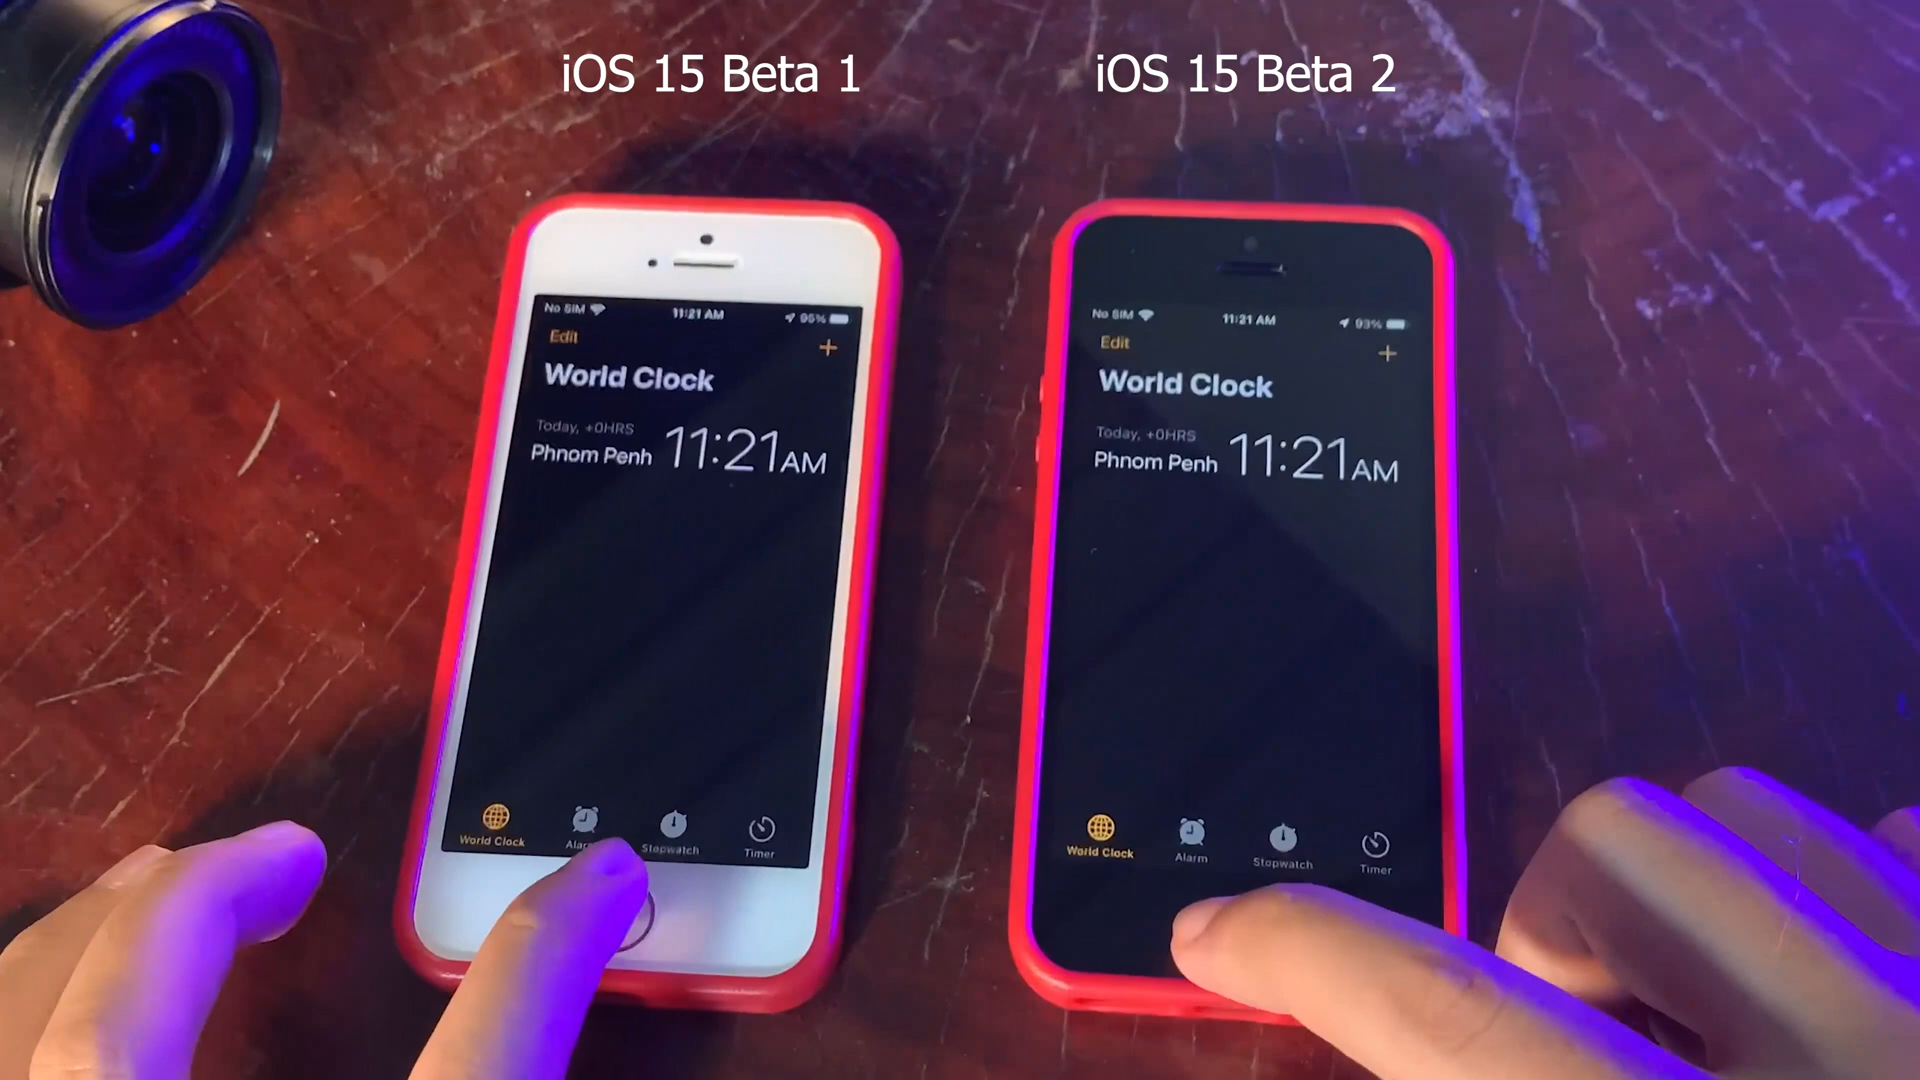 iOS 15 Beta 1
iOS 15 Beta 2
No SIM 11:21 AM 95%
Edit +
World Clock
Today, +0HRS
Phnom Penh 11:21AM
World Clock Alar Stopwatch Timer
No SIM 11:21 AM 93%
Edit +
World Clock
Today, +0HRS
Phnom Penh 11:21AM
World Clock Alarm Stopwatch Timer